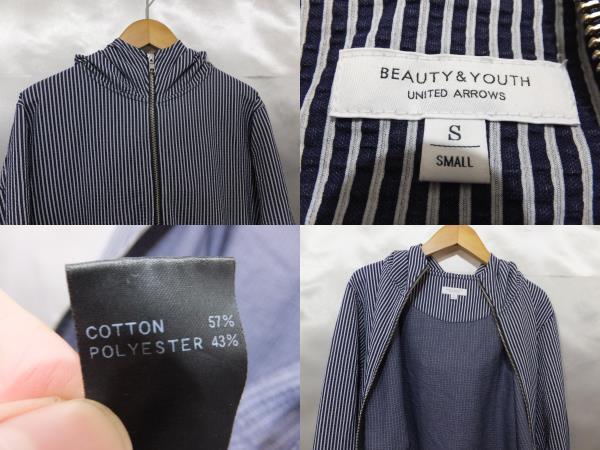 BEAUTY&YOUTH
UNITED ARROWS
S
SMALL
COTTON 57%
POLYESTER 43%